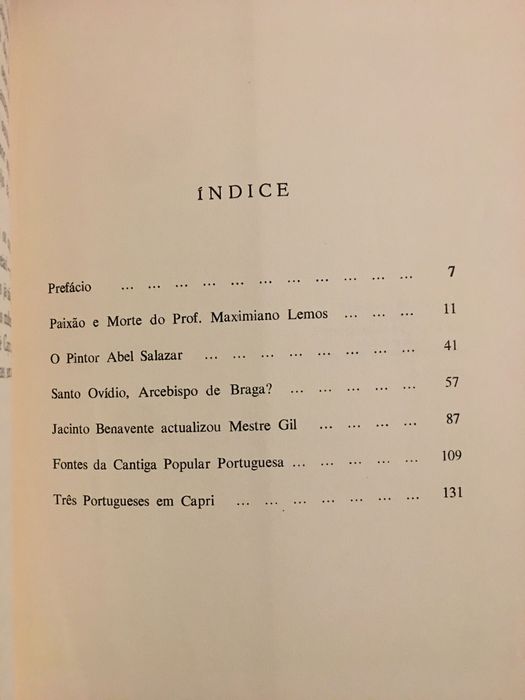 ÍNDICE
Prefácio ... ... ... ... ... ... ... ... ... ... ... 7
Paixão e Morte do Prof. Maximiano Lemos ... ... ... 11
O Pintor Abel Salazar ... ... ... ... ... ... ... ... 41
Santo Ovídio, Arcebispo de Braga? ... ... ... ... ... 57
Jacinto Benavente actualizou Mestre Gil ... ... ... ... 87
Fontes da Cantiga Popular Portuguesa ... ... ... ... ... 109
Três Portugueses em Capri ... ... ... ... ... ... ... 131